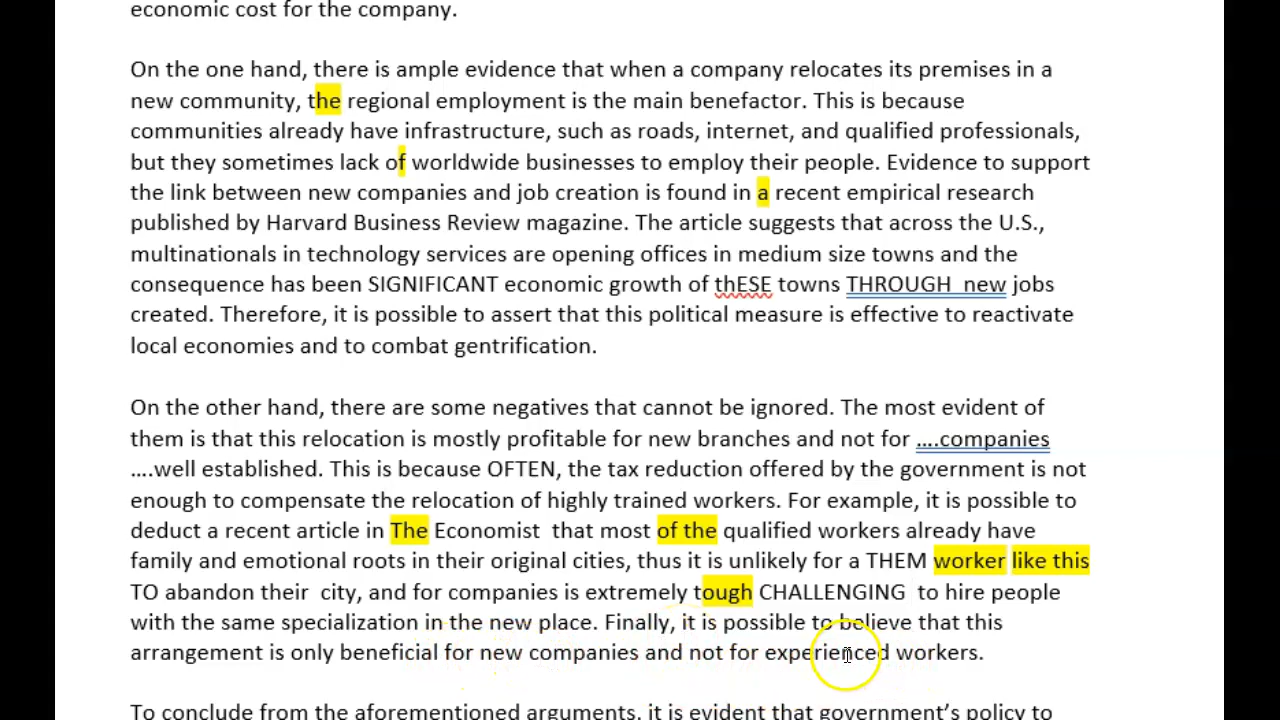 economic cost for the company.
On the one hand, there is ample evidence that when a company relocates its premises in a
new community, the regional employment is the main benefactor. This is because
communities already have infrastructure, such as roads, internet, and qualified professionals,
but they sometimes lack of worldwide businesses to employ their people. Evidence to support
the link between new companies and job creation is found in a recent empirical research
published by Harvard Business Review magazine. The article suggests that across the U.S.,
multinationals in technology services are opening offices in medium size towns and the
consequence has been SIGNIFICANT economic growth of thESE towns THROUGH  new jobs
created. Therefore, it is possible to assert that this political measure is effective to reactivate
local economies and to combat gentrification.
On the other hand, there are some negatives that cannot be ignored. The most evident of
them is that this relocation is mostly profitable for new branches and not for ....companies
....well established. This is because OFTEN, the tax reduction offered by the government is not
enough to compensate the relocation of highly trained workers. For example, it is possible to
deduct a recent article in The Economist  that most of the qualified workers already have
family and emotional roots in their original cities, thus it is unlikely for a THEM worker like this
TO abandon their  city, and for companies is extremely tough CHALLENGING  to hire people
with the same specialization in the new place. Finally, it is possible to believe that this
arrangement is only beneficial for new companies and not for experienced workers.
To conclude from the aforementioned arguments, it is evident that government's policy to